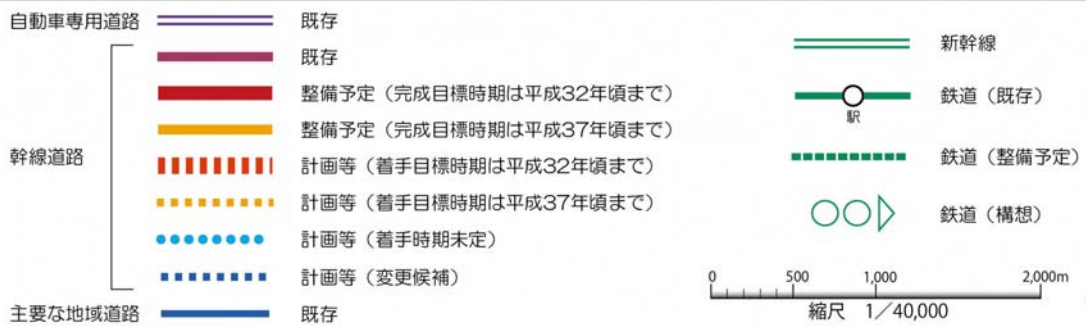 自動車専用道路 既存
既存
整備予定（完成目標時期は平成32年頃まで）
整備予定（完成目標時期は平成37年頃まで）
幹線道路
計画等（着手目標時期は平成32年頃まで）
計画等（着手目標時期は平成37年頃まで）
計画等（着手時期未定）
計画等（変更候補）
主要な地域道路 既存
新幹線
鉄道（既存）
駅
鉄道（整備予定）
鉄道（構想）
0 500 1,000 2,000m
縮尺 1／40,000